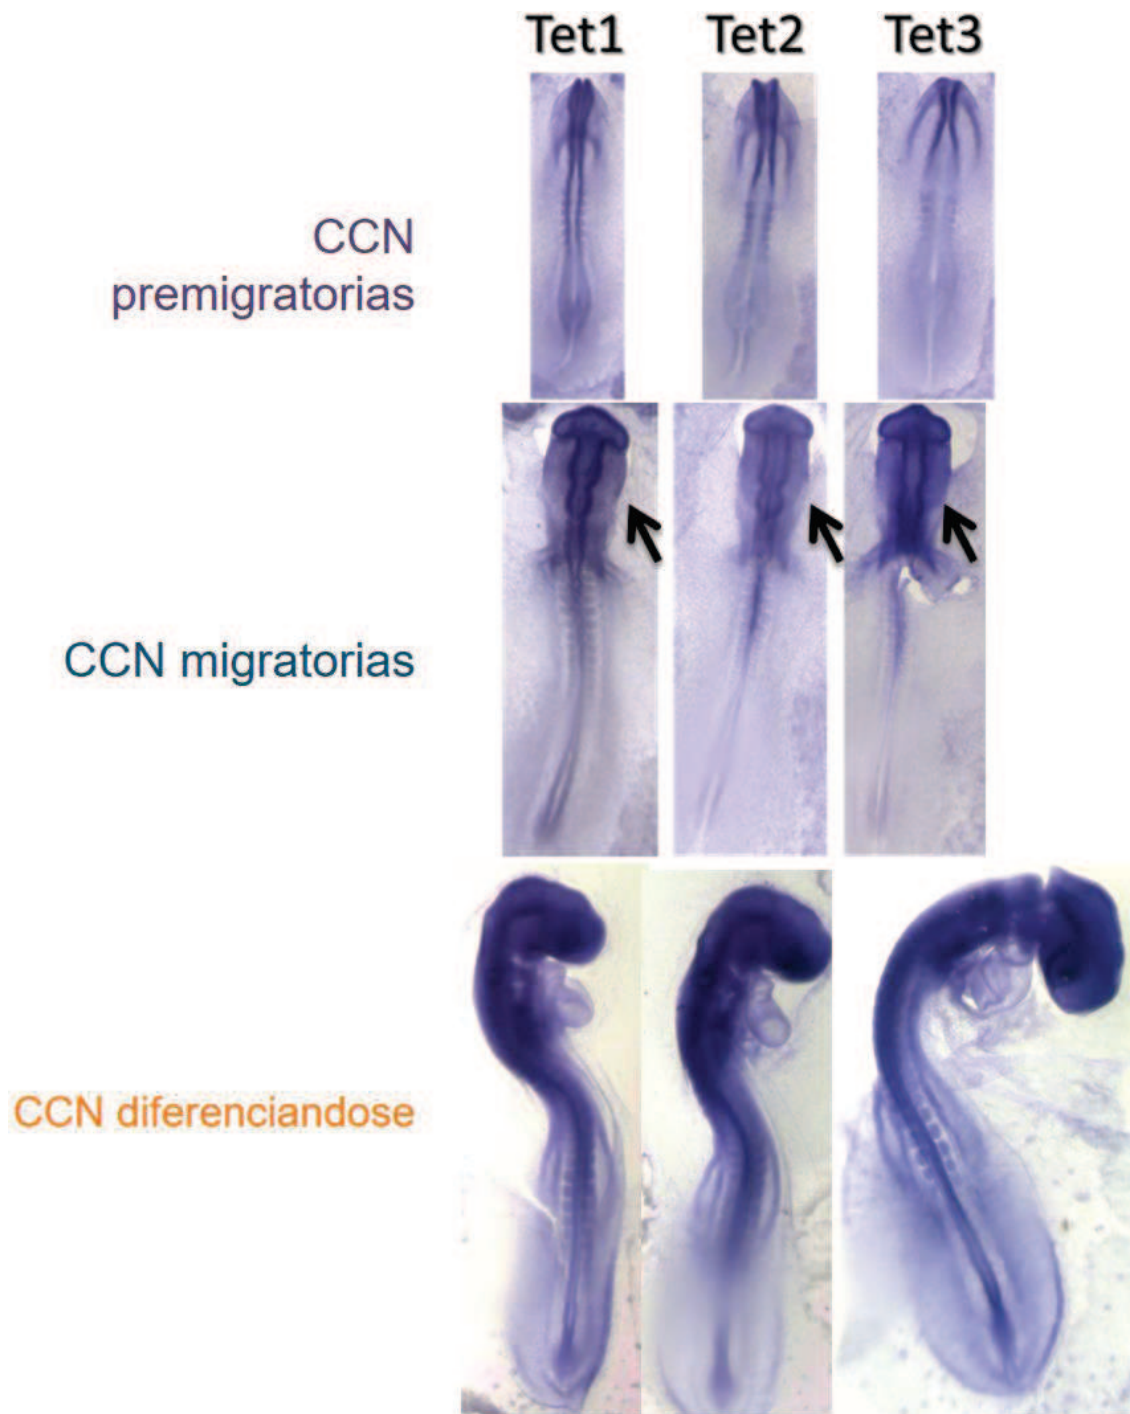 Tet1 Tet2 Tet3
CCN
premigratorias
CCN migratorias
CCN diferenciandose